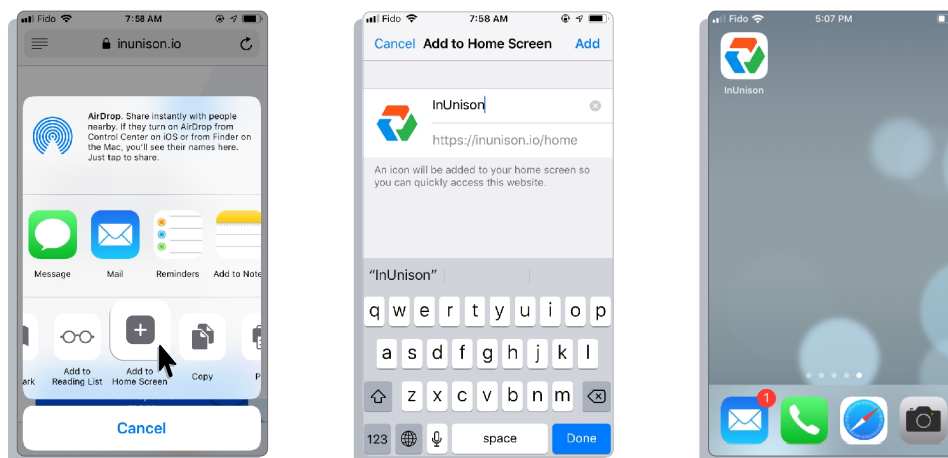 Fido 7:58 AM
inunison.io
AirDrop. Share instantly with people
nearby. If they turn on AirDrop from
Control Center on iOS or from Finder on
the Mac, you'll see their names here.
Just tap to share.
Message Mail Reminders Add to Note
ark Add to Reading List Add to Home Screen Copy P
Cancel
Fido 7:58 AM
Cancel Add to Home Screen Add
InUnison
https://inunison.io/home
An icon will be added to your home screen so
you can quickly access this website.
“InUnison”
q w e r t y u i o p
a s d f g h j k l
z x c v b n m
123 space Done
Fido 5:07 PM
InUnison
1